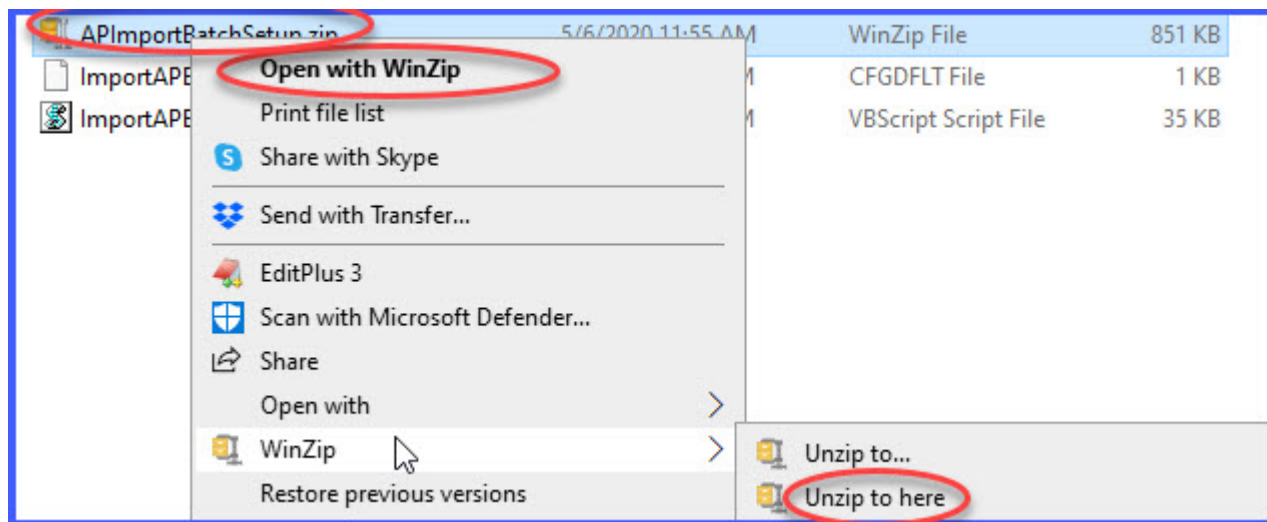 APImportBatchSetup.zip 5/6/2020 11:55 AM WinZip File 851 KB
ImportAPB CFGDFLT File 1 KB
ImportAPB VBScript Script File 35 KB
Open with WinZip
Print file list
Share with Skype
Send with Transfer...
EditPlus 3
Scan with Microsoft Defender...
Share
Open with
WinZip
Restore previous versions
Unzip to...
Unzip to here